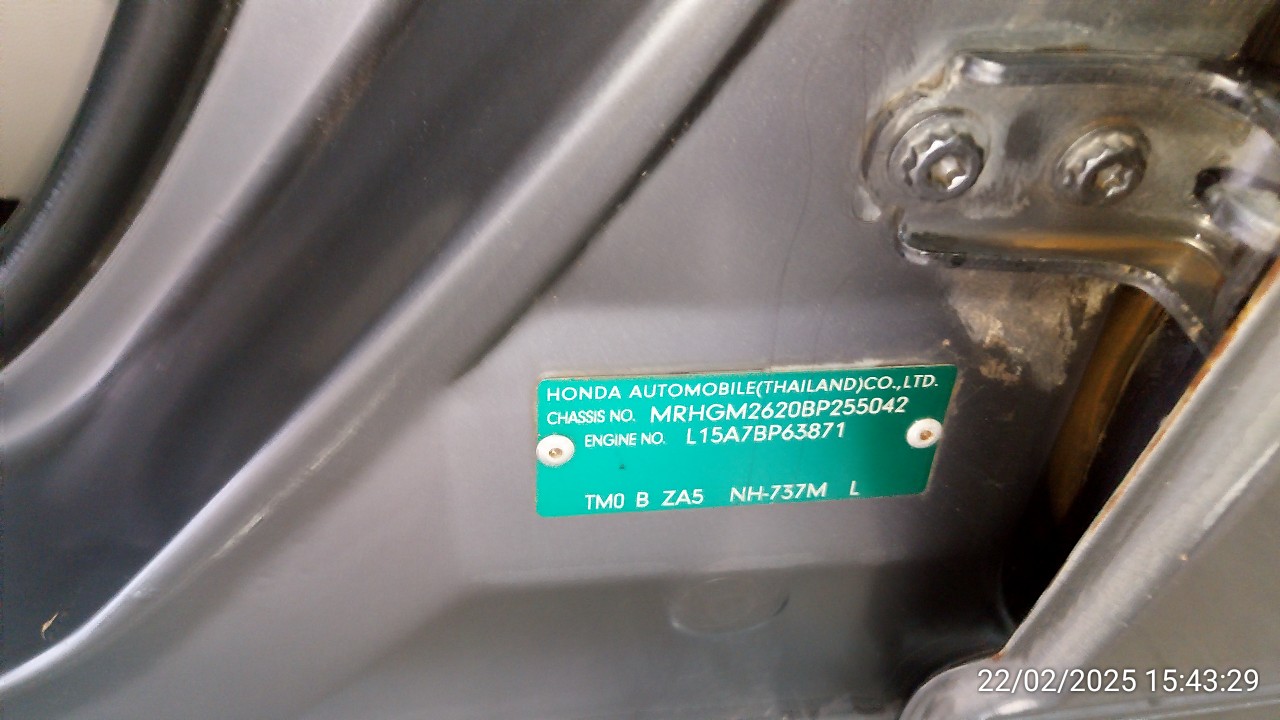 HONDA AUTOMOBILE(THAILAND)CO.,LTD.
CHASSIS NO. MRHGM2620BP255042
ENGINE NO. L15A7BP63871
TM0 B ZA5 NH-737M L
22/02/2025 15:43:29